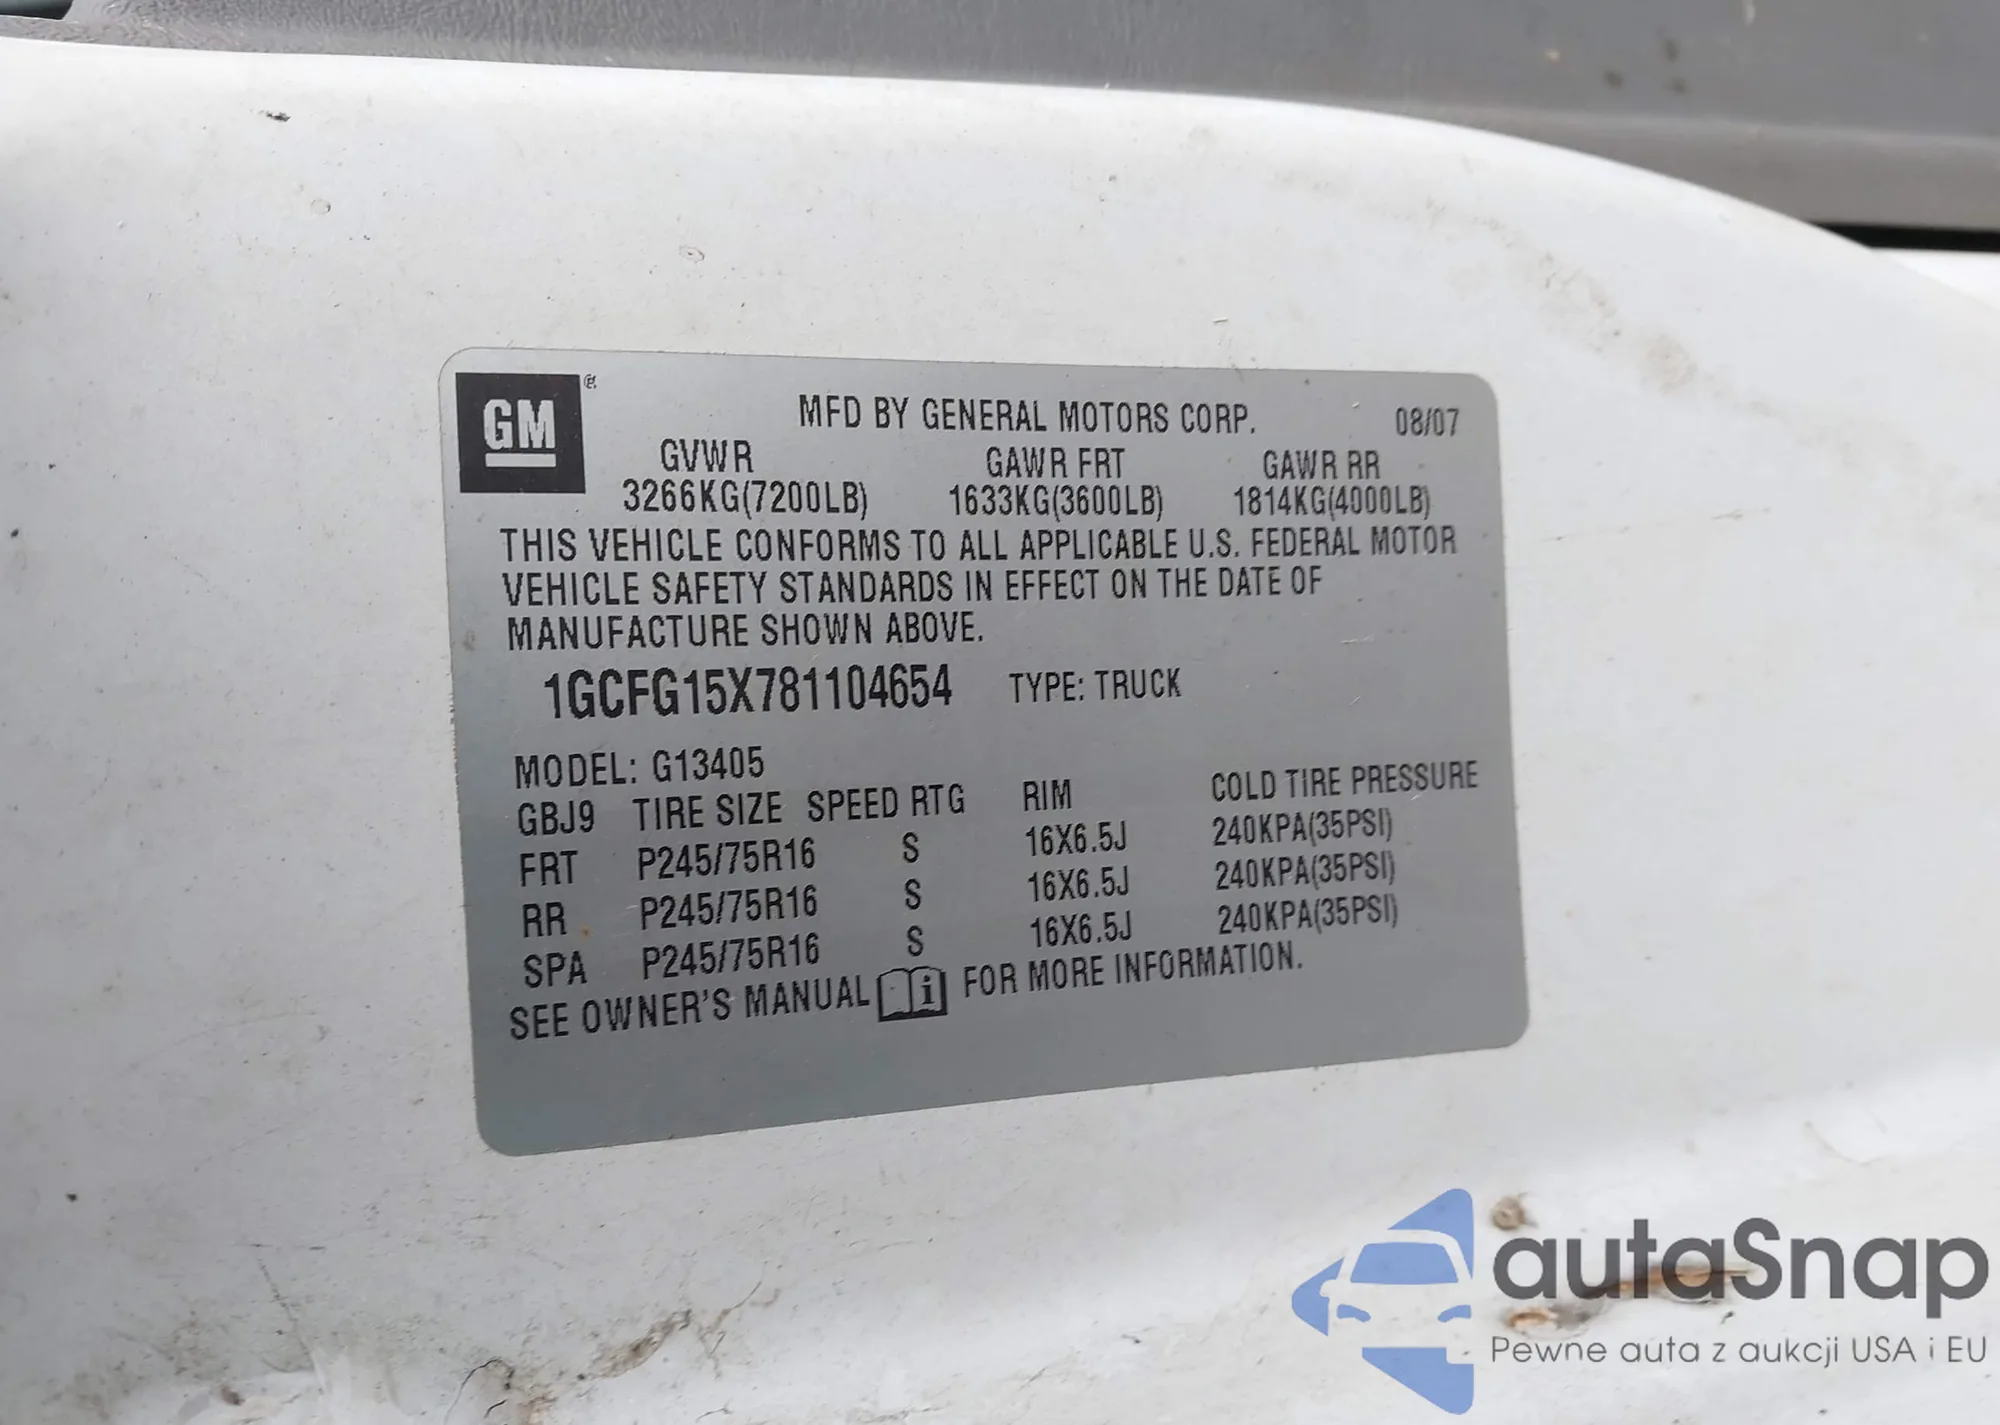 GM ®
MFD BY GENERAL MOTORS CORP. 08/07
GVWR GAWR FRT GAWR RR
3266KG(7200LB) 1633KG(3600LB) 1814KG(4000LB)
THIS VEHICLE CONFORMS TO ALL APPLICABLE U.S. FEDERAL MOTOR
VEHICLE SAFETY STANDARDS IN EFFECT ON THE DATE OF
MANUFACTURE SHOWN ABOVE.
1GCFG15X781104654 TYPE: TRUCK
MODEL: G13405
GBJ9 TIRE SIZE SPEED RTG RIM COLD TIRE PRESSURE
FRT P245/75R16 S 16X6.5J 240KPA(35PSI)
RR P245/75R16 S 16X6.5J 240KPA(35PSI)
SPA P245/75R16 S 16X6.5J 240KPA(35PSI)
SEE OWNER'S MANUAL i FOR MORE INFORMATION.
autaSnap
Pewne auta z aukcji USA i EU